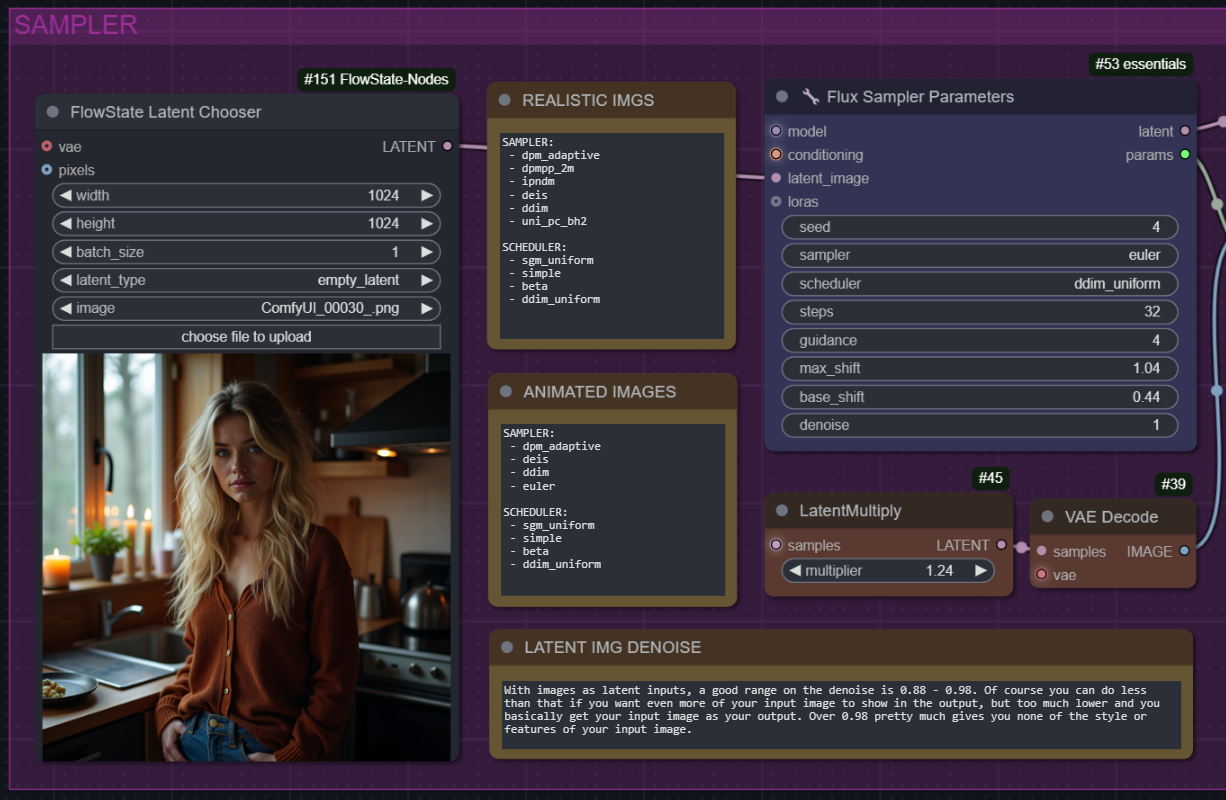 SAMPLER
#151 FlowState-Nodes
FlowState Latent Chooser
vae
LATENT
pixels
width 1024
height 1024
batch_size 1
latent_type empty_latent
image ComfyUI_00030_.png
choose file to upload
REALISTIC IMGS
SAMPLER:
- dpm_adaptive
- dpmpp_2m
- ipndm
- deis
- ddim
- uni_pc_bh2
SCHEDULER:
- sgm_uniform
- simple
- beta
- ddim_uniform
ANIMATED IMAGES
SAMPLER:
- dpm_adaptive
- deis
- ddim
- euler
SCHEDULER:
- sgm_uniform
- simple
- beta
- ddim_uniform
#53 essentials
Flux Sampler Parameters
model latent
conditioning params
latent_image
loras
seed 4
sampler euler
scheduler ddim_uniform
steps 32
guidance 4
max_shift 1.04
base_shift 0.44
denoise 1
#45
LatentMultiply
samples LATENT
multiplier 1.24
#39
VAE Decode
samples IMAGE
vae
LATENT IMG DENOISE
With images as latent inputs, a good range on the denoise is 0.88 - 0.98. Of course you can do less
than that if you want even more of your input image to show in the output, but too much lower and you
basically get your input image as your output. Over 0.98 pretty much gives you none of the style or
features of your input image.